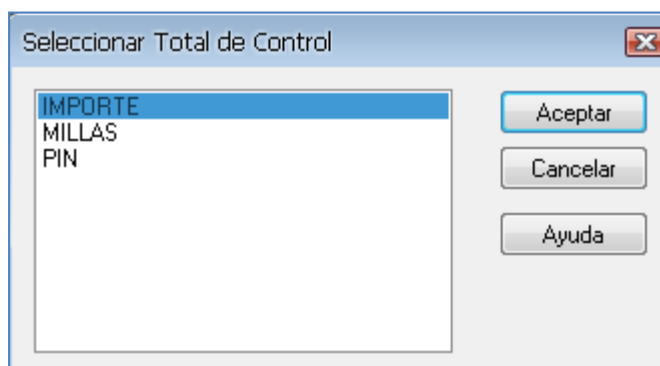 Seleccionar Total de Control
IMPORTE
MILLAS
PIN
Aceptar
Cancelar
Ayuda